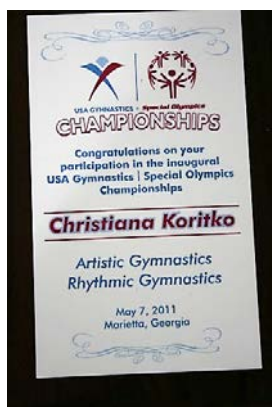 USA GYMNASTICS • Special Olympics
CHAMPIONSHIPS
Congratulations on your
participation in the inaugural
USA Gymnastics | Special Olympics
Championships
Christiana Koritko
Artistic Gymnastics
Rhythmic Gymnastics
May 7, 2011
Marietta, Georgia